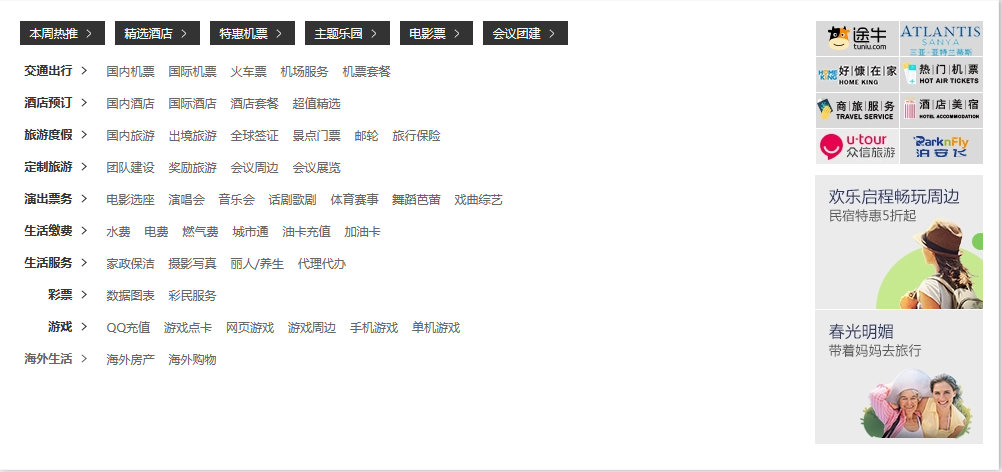 本周热推 > 精选酒店 > 特惠机票 > 主题乐园 > 电影票 > 会议团建 >
交通出行 > 国内机票 国际机票 火车票 机场服务 机票套餐
酒店预订 > 国内酒店 国际酒店 酒店套餐 超值精选
旅游度假 > 国内旅游 出境旅游 全球签证 景点门票 邮轮 旅行保险
定制旅游 > 团队建设 奖励旅游 会议周边 会议展览
演出票务 > 电影选座 演唱会 音乐会 话剧歌剧 体育赛事 舞蹈芭蕾 戏曲综艺
生活缴费 > 水费 电费 燃气费 城市通 油卡充值 加油卡
生活服务 > 家政保洁 摄影写真 丽人/养生 代理代办
彩票 > 数据图表 彩民服务
游戏 > QQ充值 游戏点卡 网页游戏 游戏周边 手机游戏 单机游戏
海外生活 > 海外房产 海外购物
途牛
tuniu.com
ATLANTIS
SANYA
三亚·亚特兰蒂斯
HOME KING
好|慷|在|家
HOME KING
热|门|机|票
HOT AIR TICKETS
商|旅|服|务
TRAVEL SERVICE
酒|店|美|宿
HOTEL ACCOMMODATION
u·tour
众信旅游
ParknFly
泊安飞
欢乐启程畅玩周边
民宿特惠5折起
春光明媚
带着妈妈去旅行